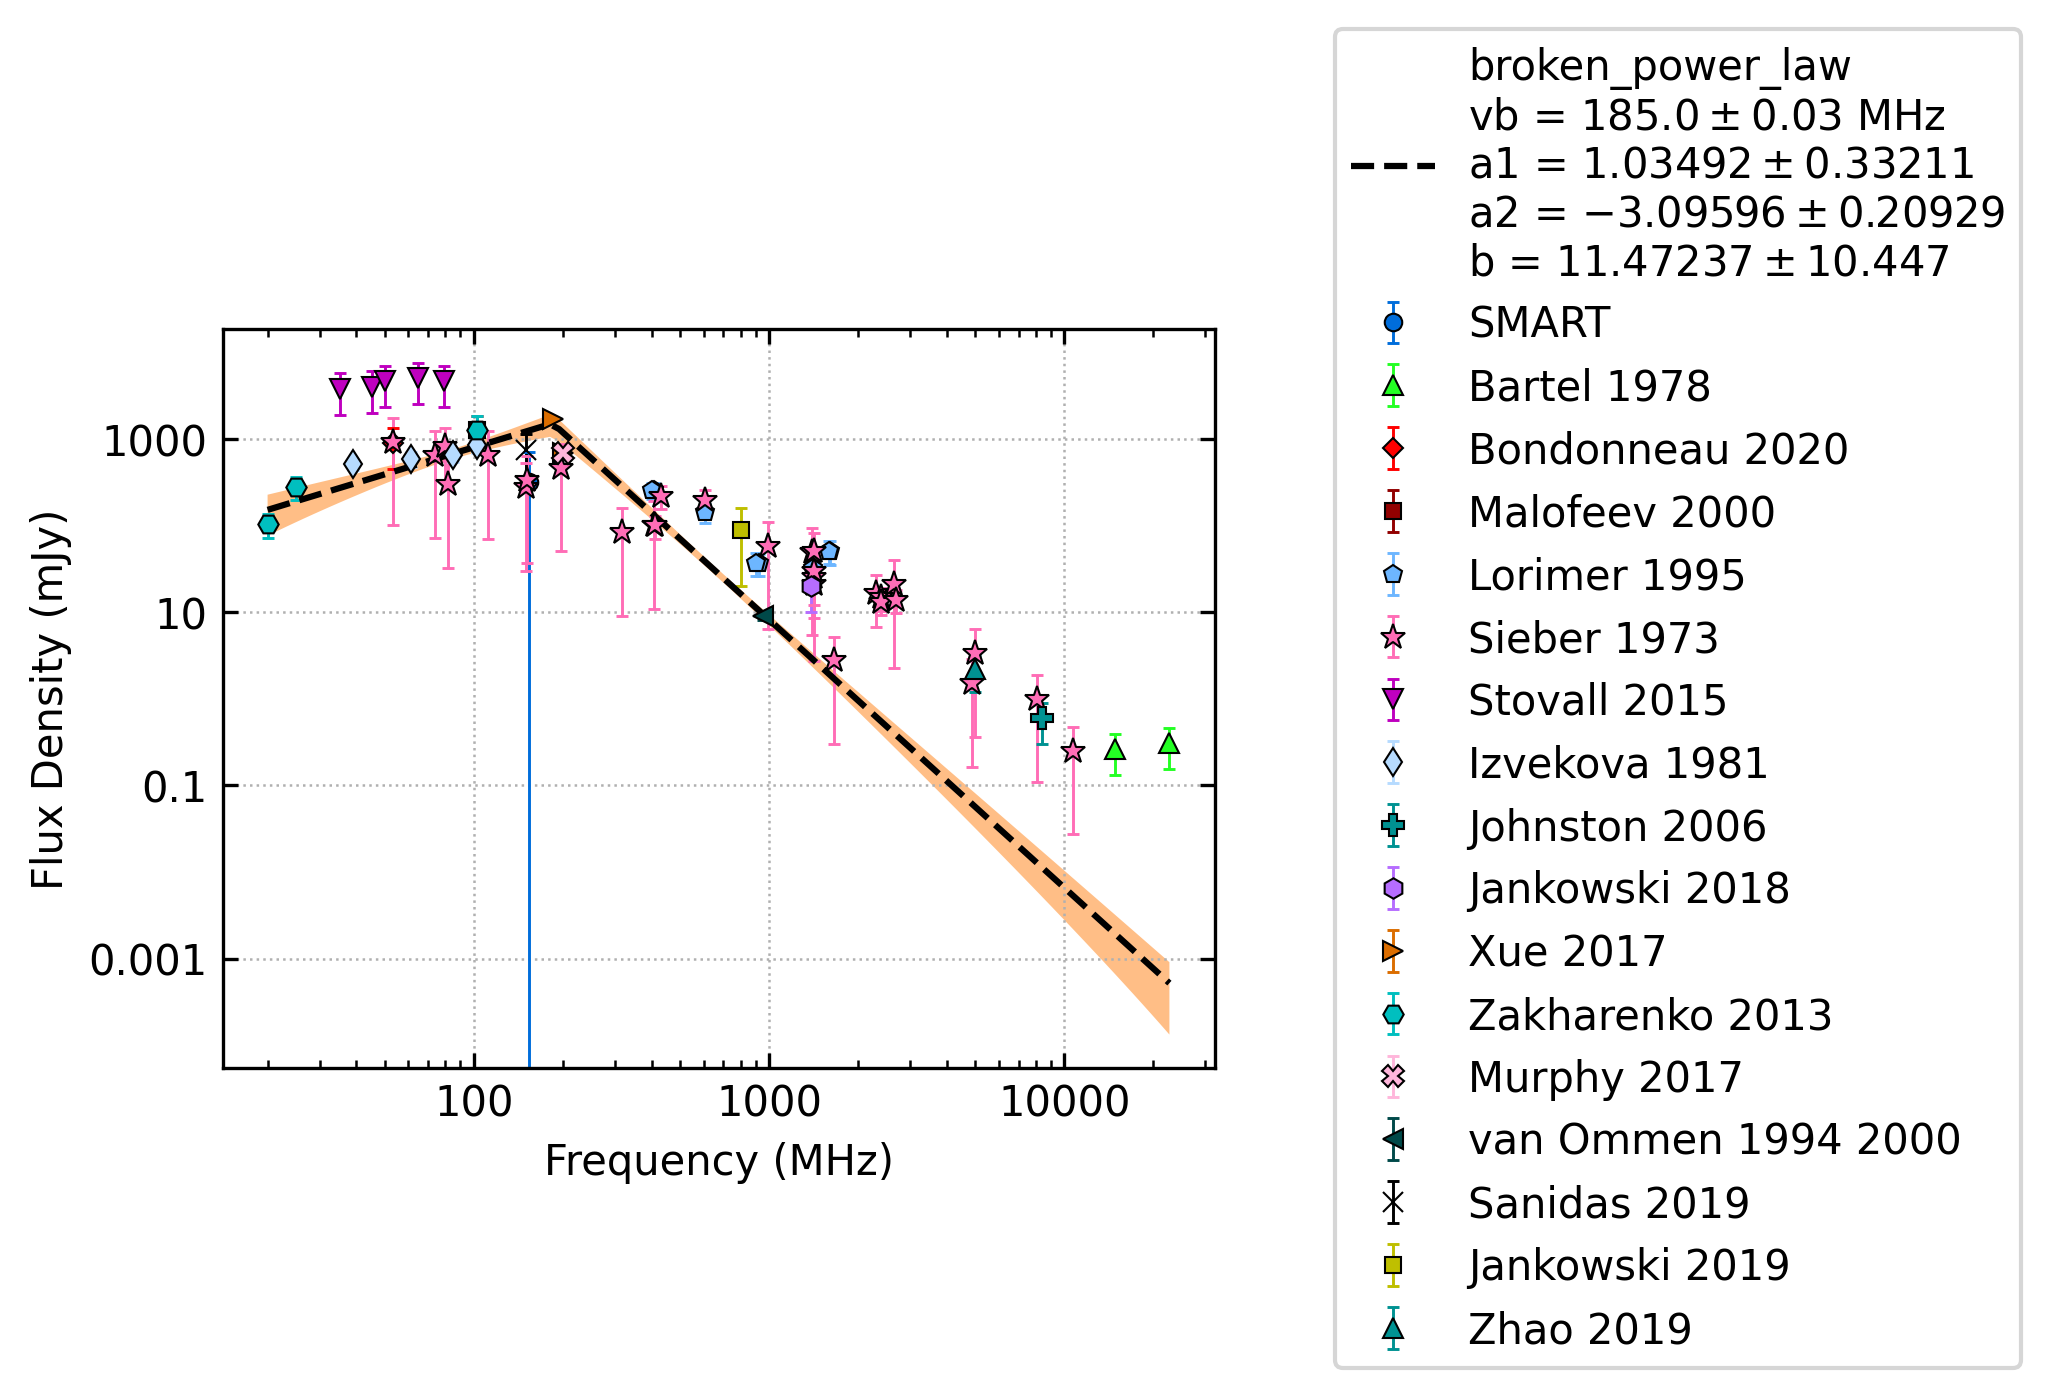 broken_power_law
vb = 185.0 ± 0.03 MHz
a1 = 1.03492 ± 0.33211
a2 = −3.09596 ± 0.20929
b = 11.47237 ± 10.447
SMART
Bartel 1978
Bondonneau 2020
Malofeev 2000
Lorimer 1995
Sieber 1973
Stovall 2015
Izvekova 1981
Johnston 2006
Jankowski 2018
Xue 2017
Zakharenko 2013
Murphy 2017
van Ommen 1994 2000
Sanidas 2019
Jankowski 2019
Zhao 2019
Flux Density (mJy)
1000
10
0.1
0.001
100
1000
10000
Frequency (MHz)